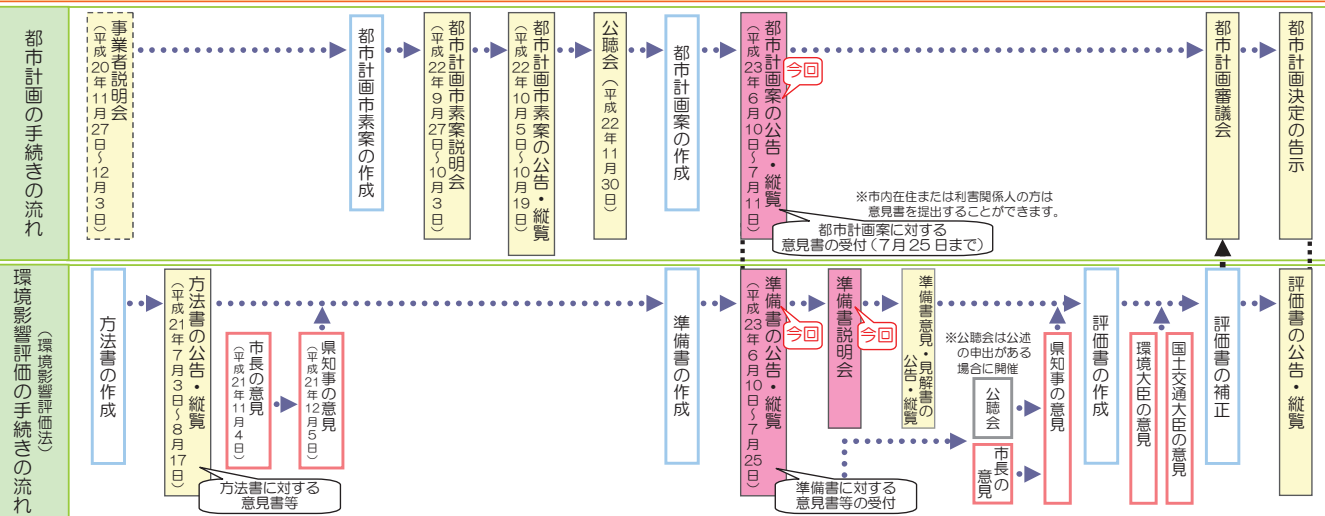 都市計画の手続きの流れ
事業者説明会
(平成20年11月27日~12月3日)
都市計画市素案の作成
都市計画市素案説明会
(平成22年9月27日~10月3日)
都市計画市素案の公告・縦覧
(平成22年10月5日~10月19日)
公聴会(平成22年11月30日)
都市計画案の作成
都市計画案の公告・縦覧
(平成23年6月10日~7月11日)
今回
※市内在住または利害関係人の方は
意見書を提出することができます。
都市計画案に対する
意見書の受付(7月25日まで)
都市計画審議会
都市計画決定の告示
環境影響評価の手続きの流れ
(環境影響評価法)
方法書の作成
方法書の公告・縦覧
(平成21年7月3日~8月17日)
方法書に対する
意見書等
市長の意見
(平成21年11月4日)
県知事の意見
(平成21年12月5日)
準備書の作成
準備書の公告・縦覧
(平成23年6月10日~7月25日)
今回
準備書に対する
意見書等の受付
準備書説明会
今回
準備書意見・見解書の
公告・縦覧
※公聴会は公述
の申出がある
場合に開催
公聴会
市長の
意見
県知事の意見
評価書の作成
環境大臣の意見
国土交通大臣の意見
評価書の補正
評価書の公告・縦覧